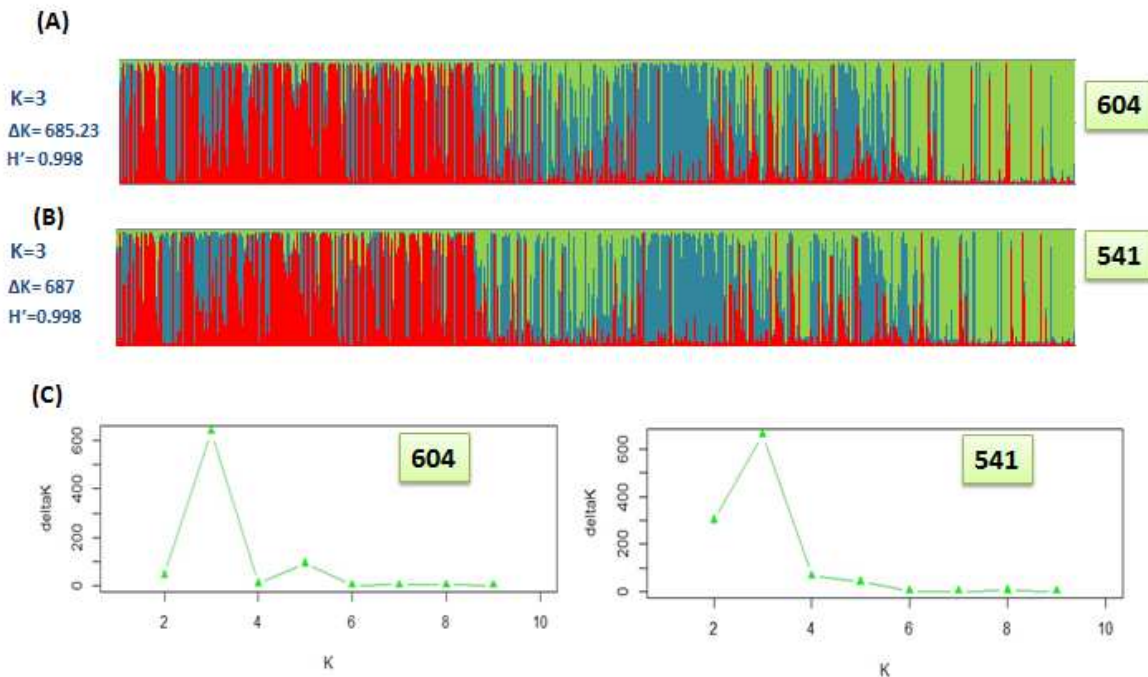 (A)
K=3
ΔK= 685.23
H'= 0.998
604
(B)
K=3
ΔK= 687
H'=0.998
541
(C)
604
deltaK
0 200 400 600
2 4 6 8 10
K
541
deltaK
0 200 400 600
2 4 6 8 10
K